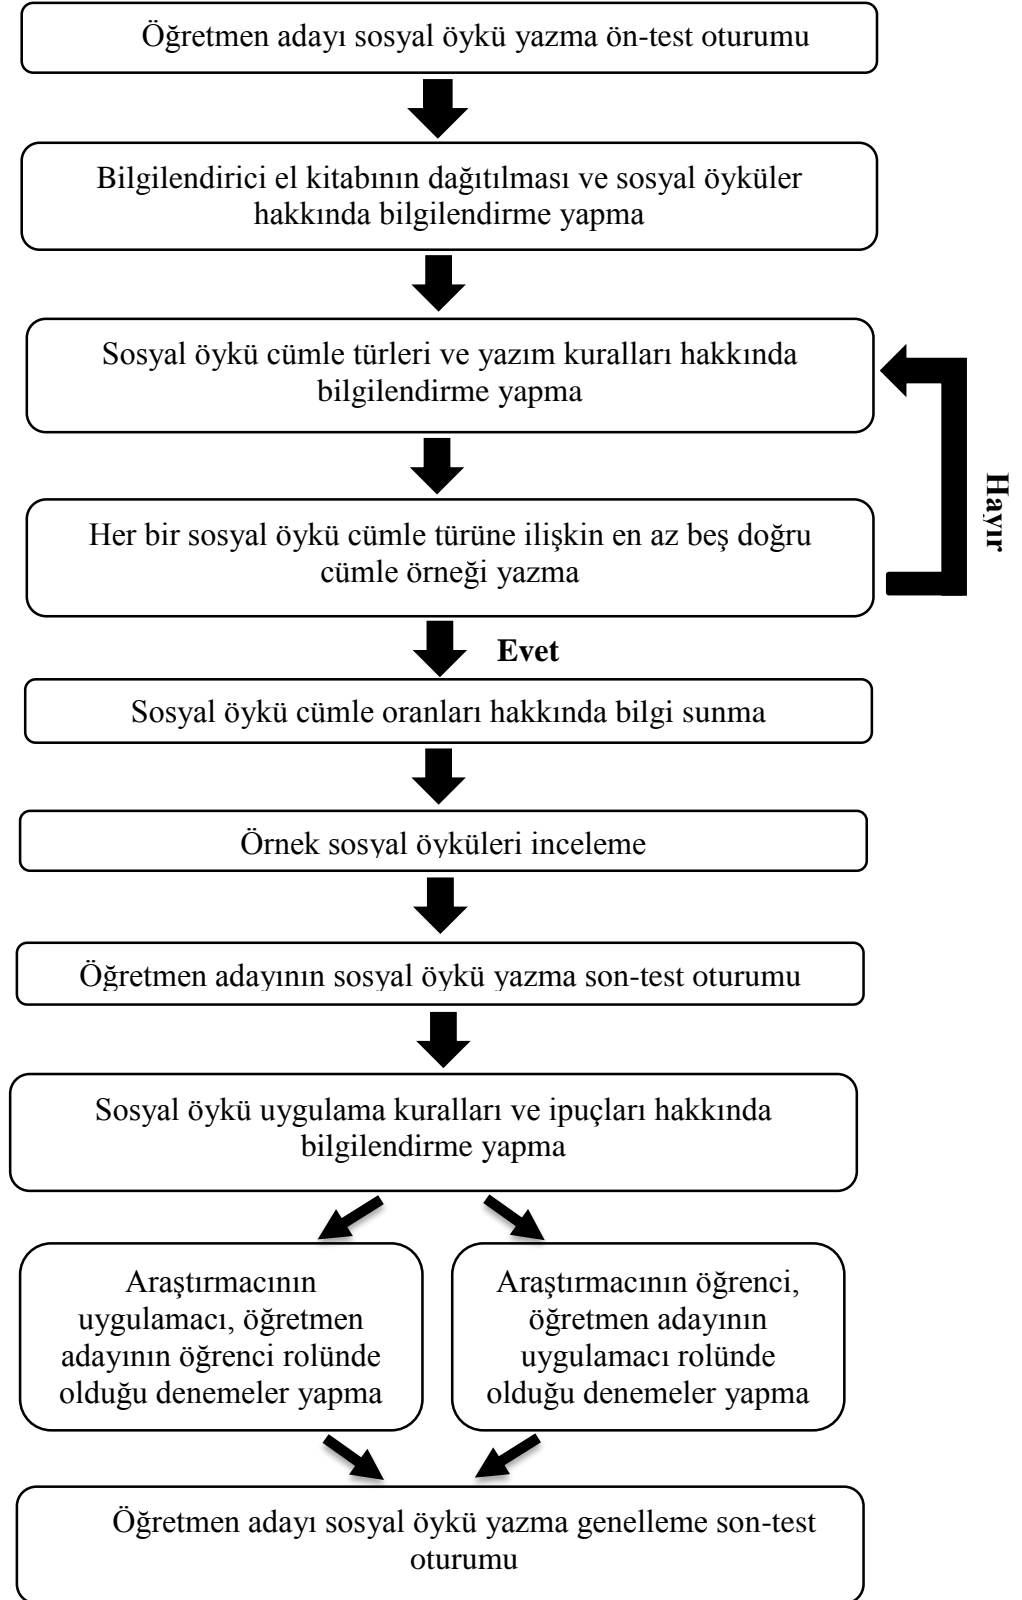 Öğretmen adayı sosyal öykü yazma ön-test oturumu
Bilgilendirici el kitabının dağıtılması ve sosyal öyküler
hakkında bilgilendirme yapma
Sosyal öykü cümle türleri ve yazım kuralları hakkında
bilgilendirme yapma
Hayır
Her bir sosyal öykü cümle türüne ilişkin en az beş doğru
cümle örneği yazma
Evet
Sosyal öykü cümle oranları hakkında bilgi sunma
Örnek sosyal öyküleri inceleme
Öğretmen adayının sosyal öykü yazma son-test oturumu
Sosyal öykü uygulama kuralları ve ipuçları hakkında
bilgilendirme yapma
Araştırmacının
uygulamacı, öğretmen
adayının öğrenci rolünde
olduğu denemeler yapma
Araştırmacının öğrenci,
öğretmen adayının
uygulamacı rolünde
olduğu denemeler yapma
Öğretmen adayı sosyal öykü yazma genelleme son-test
oturumu